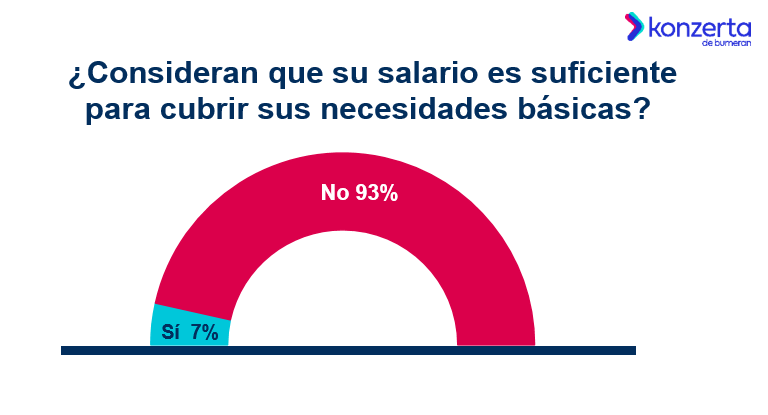 konzerta
de bumeran
¿Consideran que su salario es suficiente
para cubrir sus necesidades básicas?
No 93%
Sí 7%